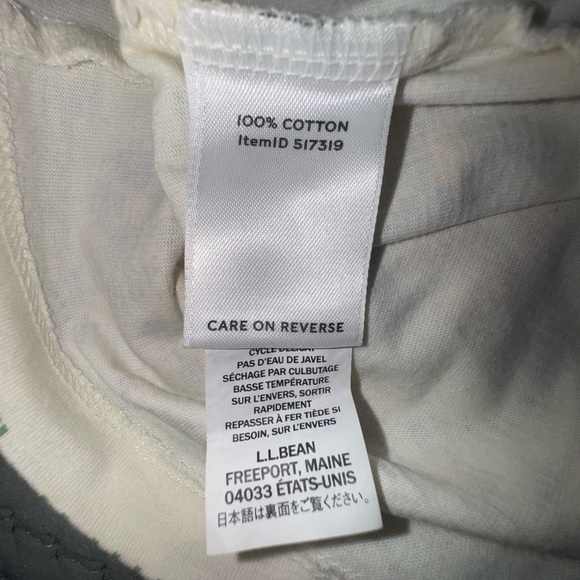 100% COTTON
ItemID 517319
CARE ON REVERSE
CYCLE DÉLICAT
PAS D'EAU DE JAVEL
SÉCHAGE PAR CULBUTAGE
BASSE TEMPÉRATURE
SUR L'ENVERS, SORTIR
RAPIDEMENT
REPASSER À FER TIÈDE SI
BESOIN, SUR L'ENVERS
L.L.BEAN
FREEPORT, MAINE
04033 ÉTATS-UNIS
日本語は裏面をご覧ください。